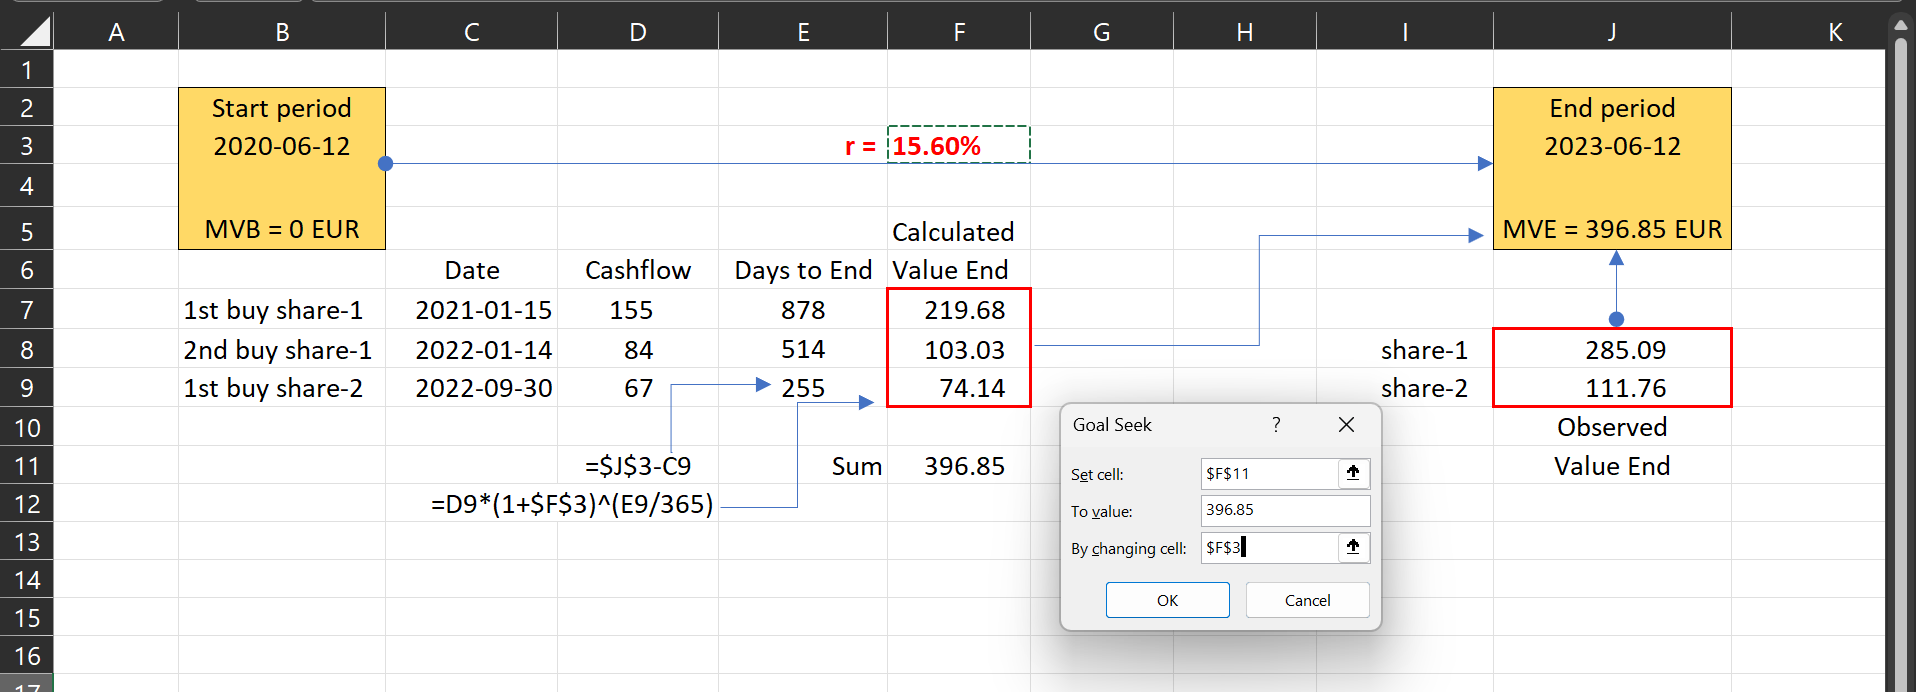 A B C D E F G H I J K
1
2 Start period End period
3 2020-06-12 r = 15.60% 2023-06-12
4
5 MVB = 0 EUR Calculated MVE = 396.85 EUR
6 Date Cashflow Days to End Value End
7 1st buy share-1 2021-01-15 155 878 219.68
8 2nd buy share-1 2022-01-14 84 514 103.03 share-1 285.09
9 1st buy share-2 2022-09-30 67 255 74.14 share-2 111.76
10 Observed
11 =$J$3-C9 Sum 396.85 Value End
12 =D9*(1+$F$3)^(E9/365)
13
14
15
16
17
Goal Seek ?
Set cell: $F$11
To value: 396.85
By changing cell: $F$3
OK Cancel